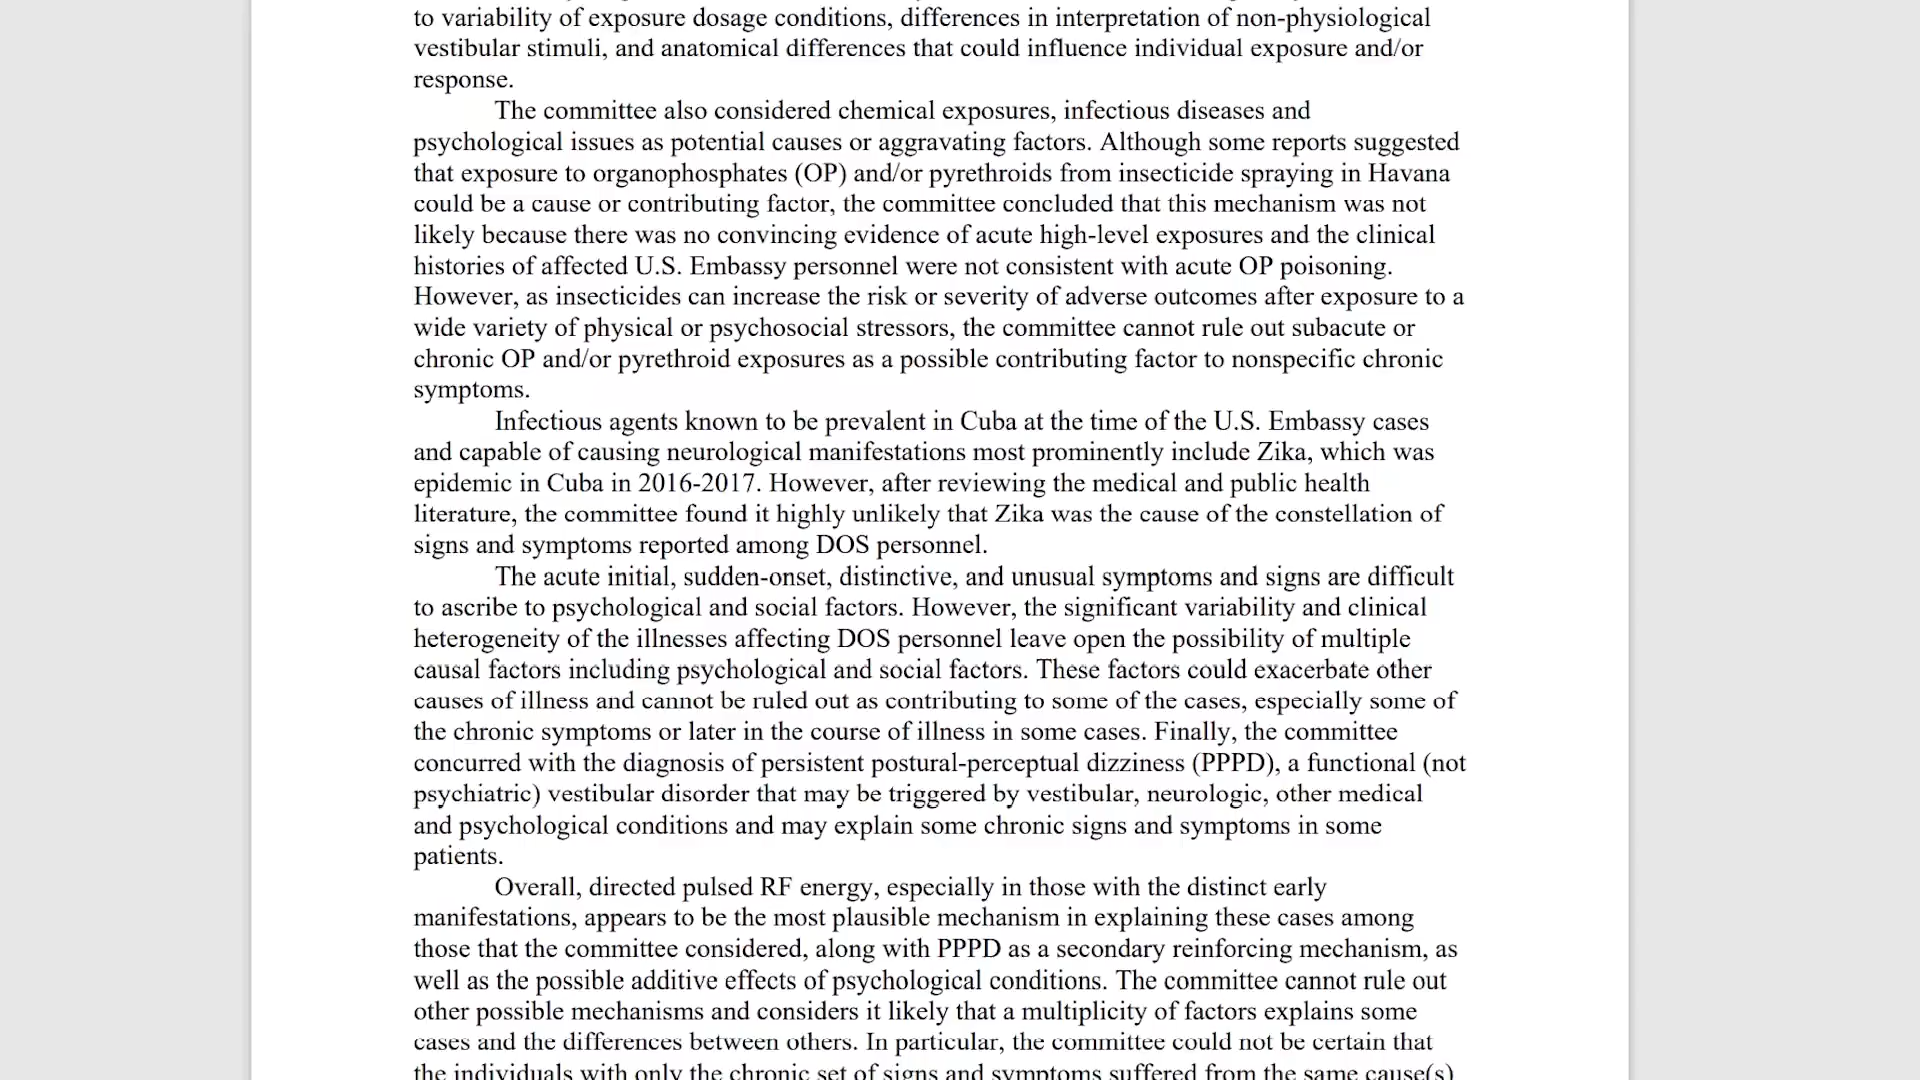 to variability of exposure dosage conditions, differences in interpretation of non-physiological
vestibular stimuli, and anatomical differences that could influence individual exposure and/or
response.
The committee also considered chemical exposures, infectious diseases and
psychological issues as potential causes or aggravating factors. Although some reports suggested
that exposure to organophosphates (OP) and/or pyrethroids from insecticide spraying in Havana
could be a cause or contributing factor, the committee concluded that this mechanism was not
likely because there was no convincing evidence of acute high-level exposures and the clinical
histories of affected U.S. Embassy personnel were not consistent with acute OP poisoning.
However, as insecticides can increase the risk or severity of adverse outcomes after exposure to a
wide variety of physical or psychosocial stressors, the committee cannot rule out subacute or
chronic OP and/or pyrethroid exposures as a possible contributing factor to nonspecific chronic
symptoms.
Infectious agents known to be prevalent in Cuba at the time of the U.S. Embassy cases
and capable of causing neurological manifestations most prominently include Zika, which was
epidemic in Cuba in 2016-2017. However, after reviewing the medical and public health
literature, the committee found it highly unlikely that Zika was the cause of the constellation of
signs and symptoms reported among DOS personnel.
The acute initial, sudden-onset, distinctive, and unusual symptoms and signs are difficult
to ascribe to psychological and social factors. However, the significant variability and clinical
heterogeneity of the illnesses affecting DOS personnel leave open the possibility of multiple
causal factors including psychological and social factors. These factors could exacerbate other
causes of illness and cannot be ruled out as contributing to some of the cases, especially some of
the chronic symptoms or later in the course of illness in some cases. Finally, the committee
concurred with the diagnosis of persistent postural-perceptual dizziness (PPPD), a functional (not
psychiatric) vestibular disorder that may be triggered by vestibular, neurologic, other medical
and psychological conditions and may explain some chronic signs and symptoms in some
patients.
Overall, directed pulsed RF energy, especially in those with the distinct early
manifestations, appears to be the most plausible mechanism in explaining these cases among
those that the committee considered, along with PPPD as a secondary reinforcing mechanism, as
well as the possible additive effects of psychological conditions. The committee cannot rule out
other possible mechanisms and considers it likely that a multiplicity of factors explains some
cases and the differences between others. In particular, the committee could not be certain that
the individuals with only the chronic set of signs and symptoms suffered from the same cause(s)